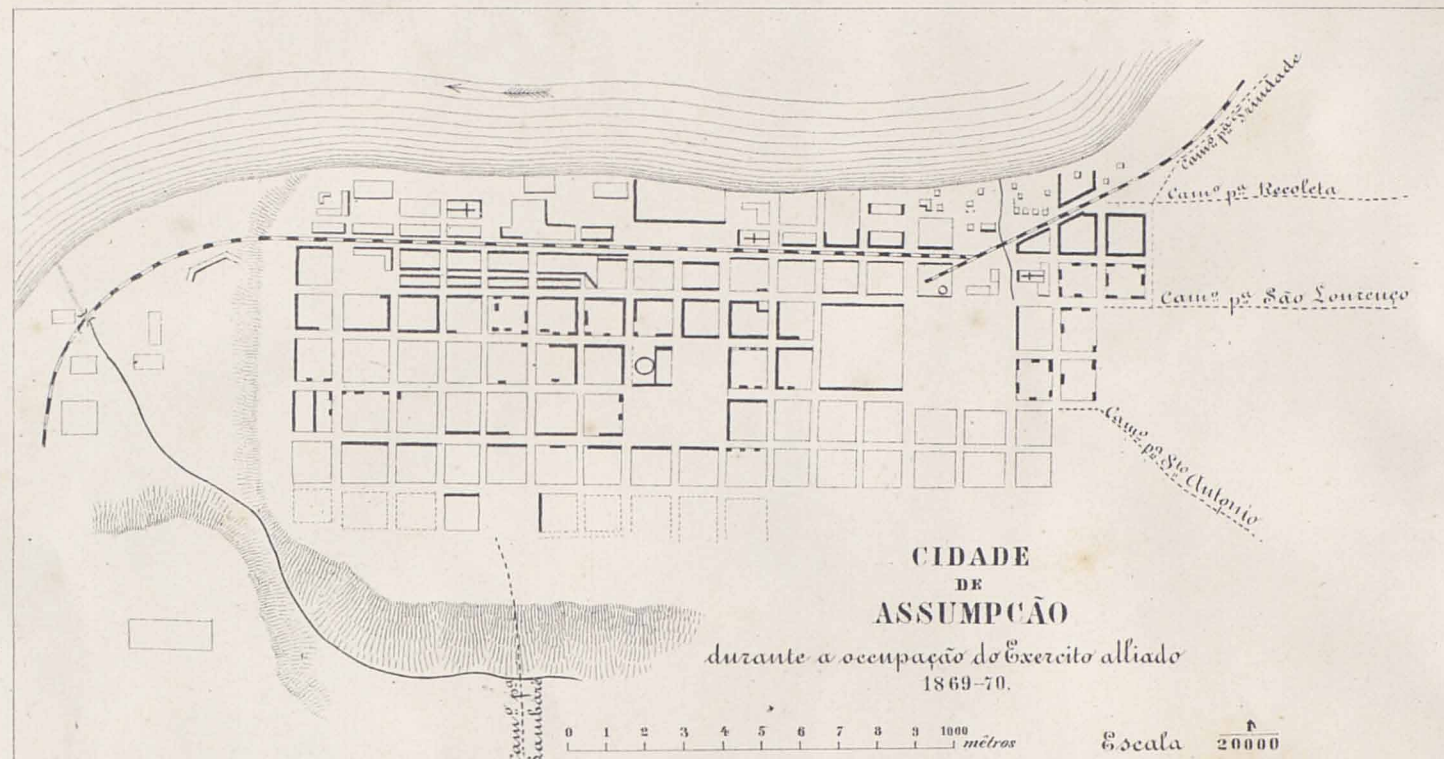 Camº. pª. Trindade
Camº. pª. Recoleta
Camº. pª. São Lourenço
Camº. pª. Stº Antonio
CIDADE
DE
ASSUMPÇÃO
durante a occupação do Exercito alliado
1869-70.
Camº. pª.
Lambaré
0 1 2 3 4 5 6 7 8 9 1000 métros
Escala 1/20000